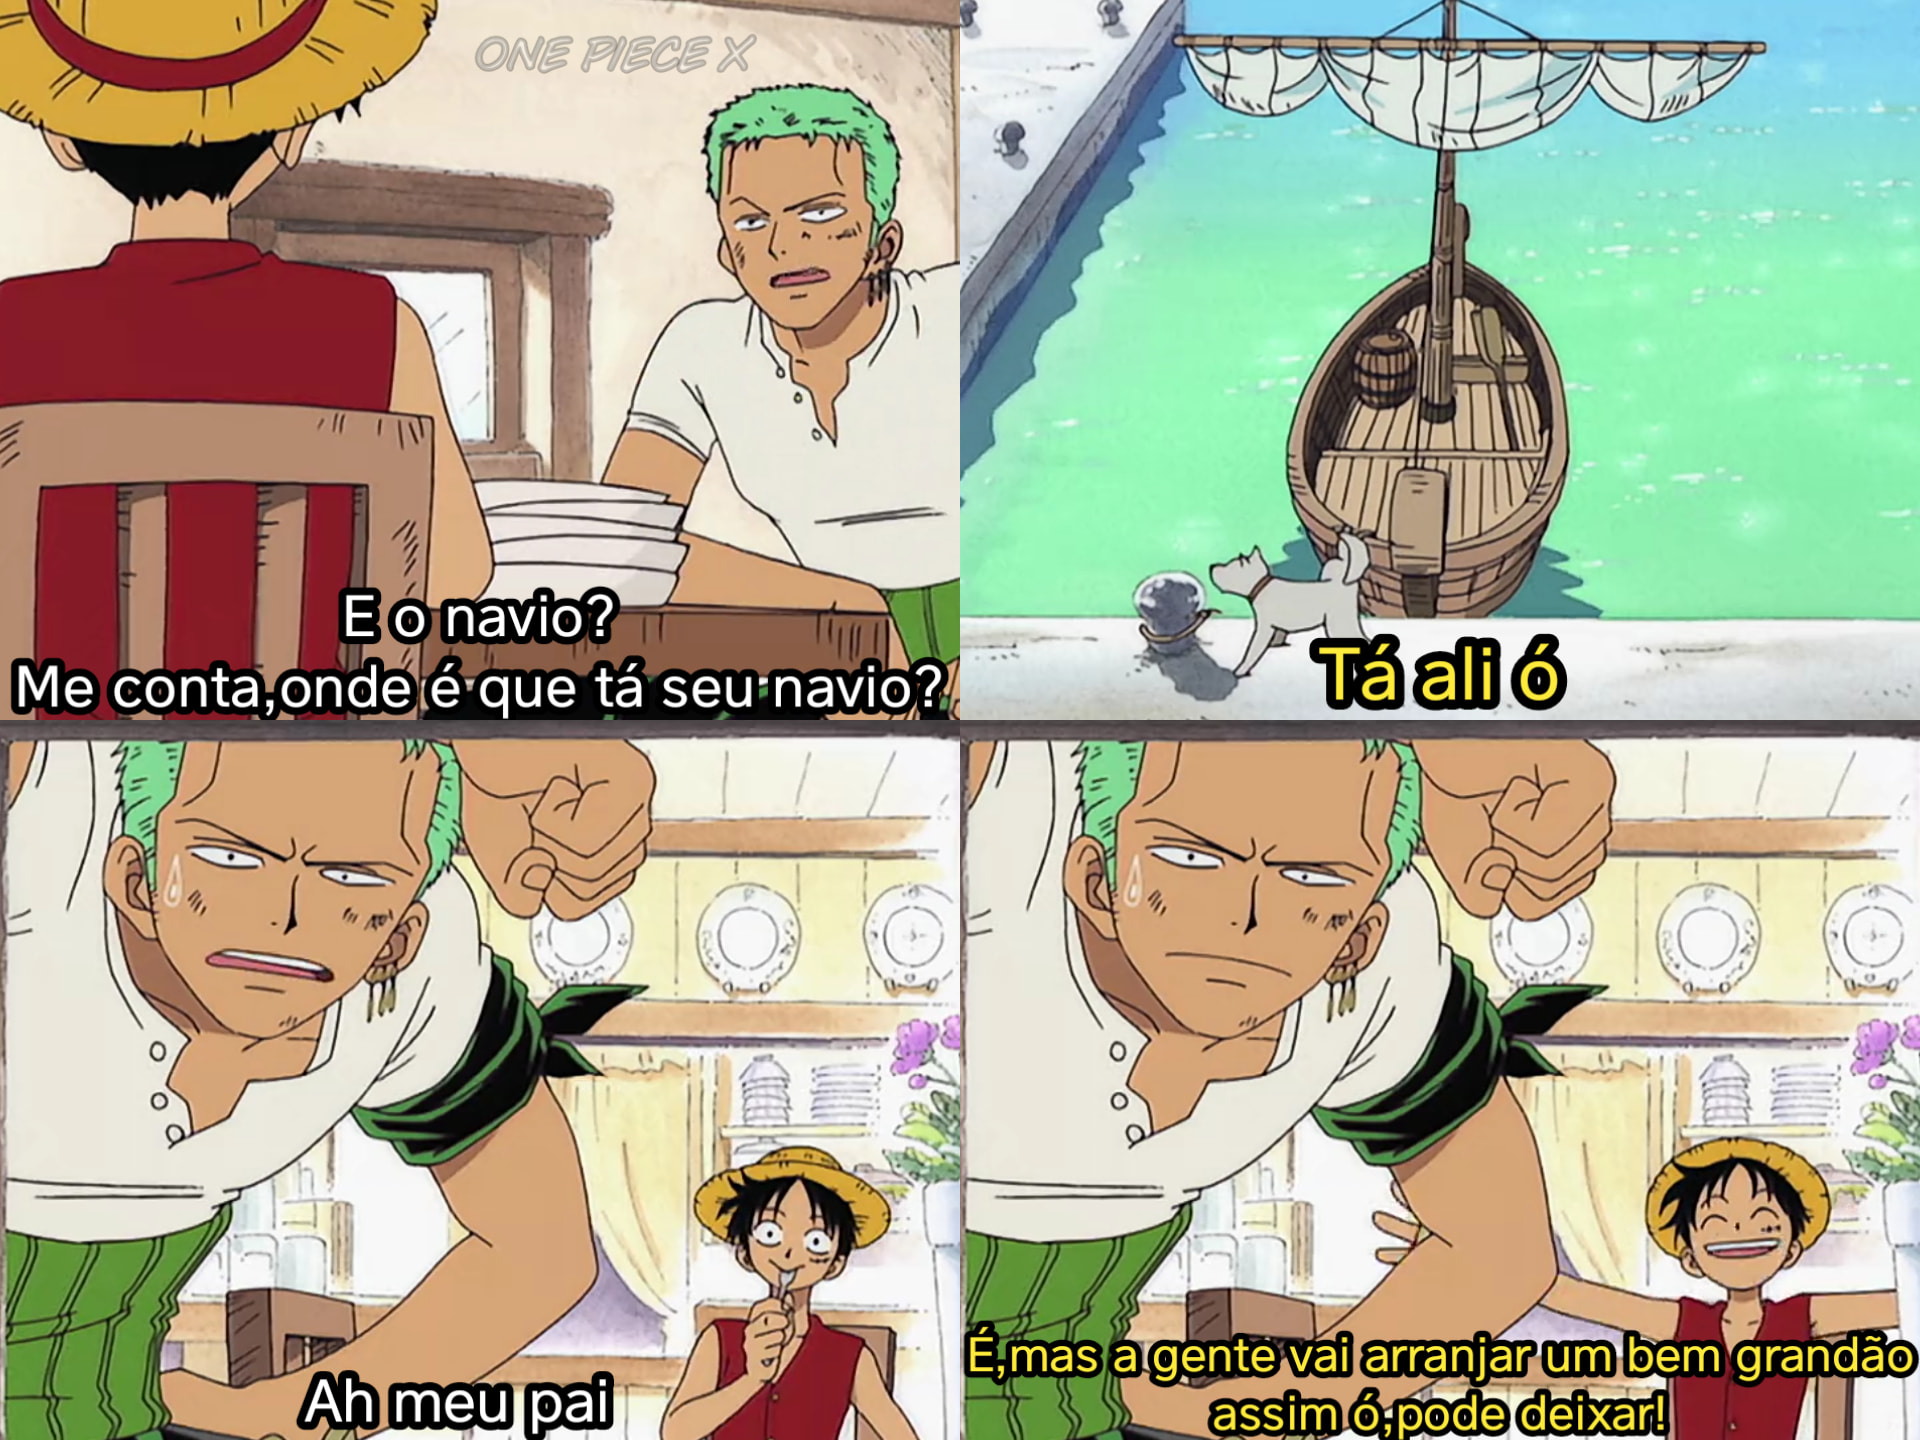 ONE PIECE X
E o navio?
Me conta,onde é que tá seu navio?
Tá ali ó
Ah meu pai
É,mas a gente vai arranjar um bem grandão
assim ó,pode deixar!